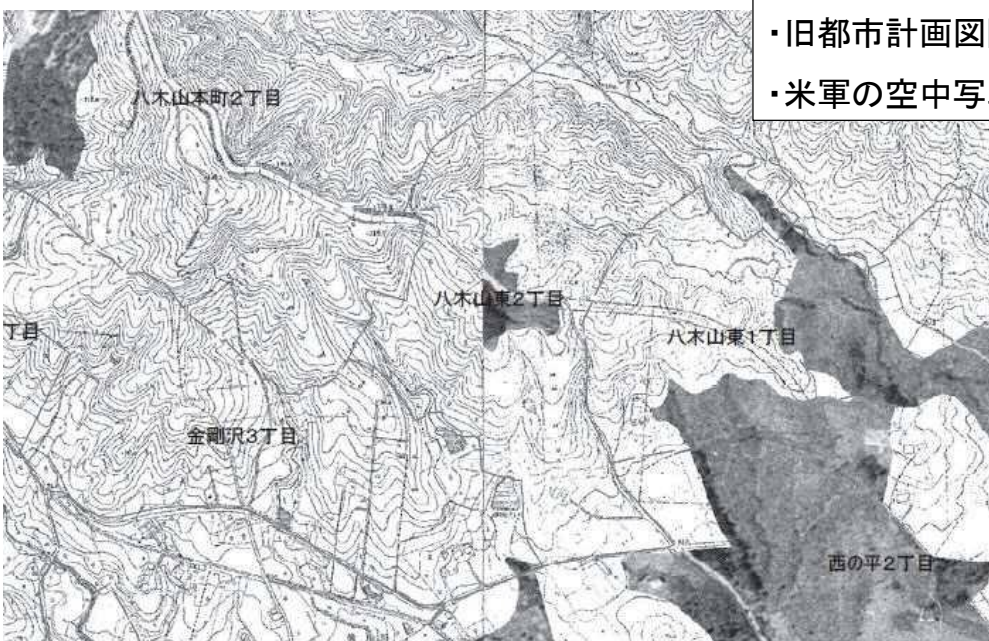 ・旧都市計画図
・米軍の空中写
八木山本町2丁目
八木山東2丁目
丁目
八木山東1丁目
金剛沢3丁目
西の平2丁目